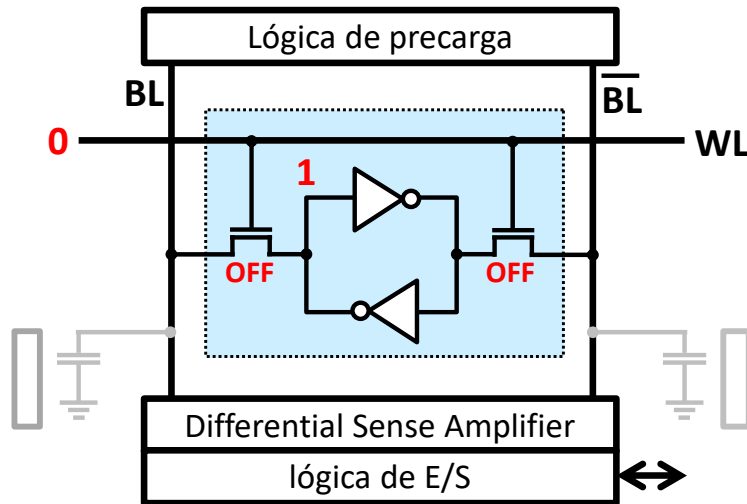 Lógica de precarga
BL
BL
0
WL
1
OFF
OFF
Differential Sense Amplifier
lógica de E/S